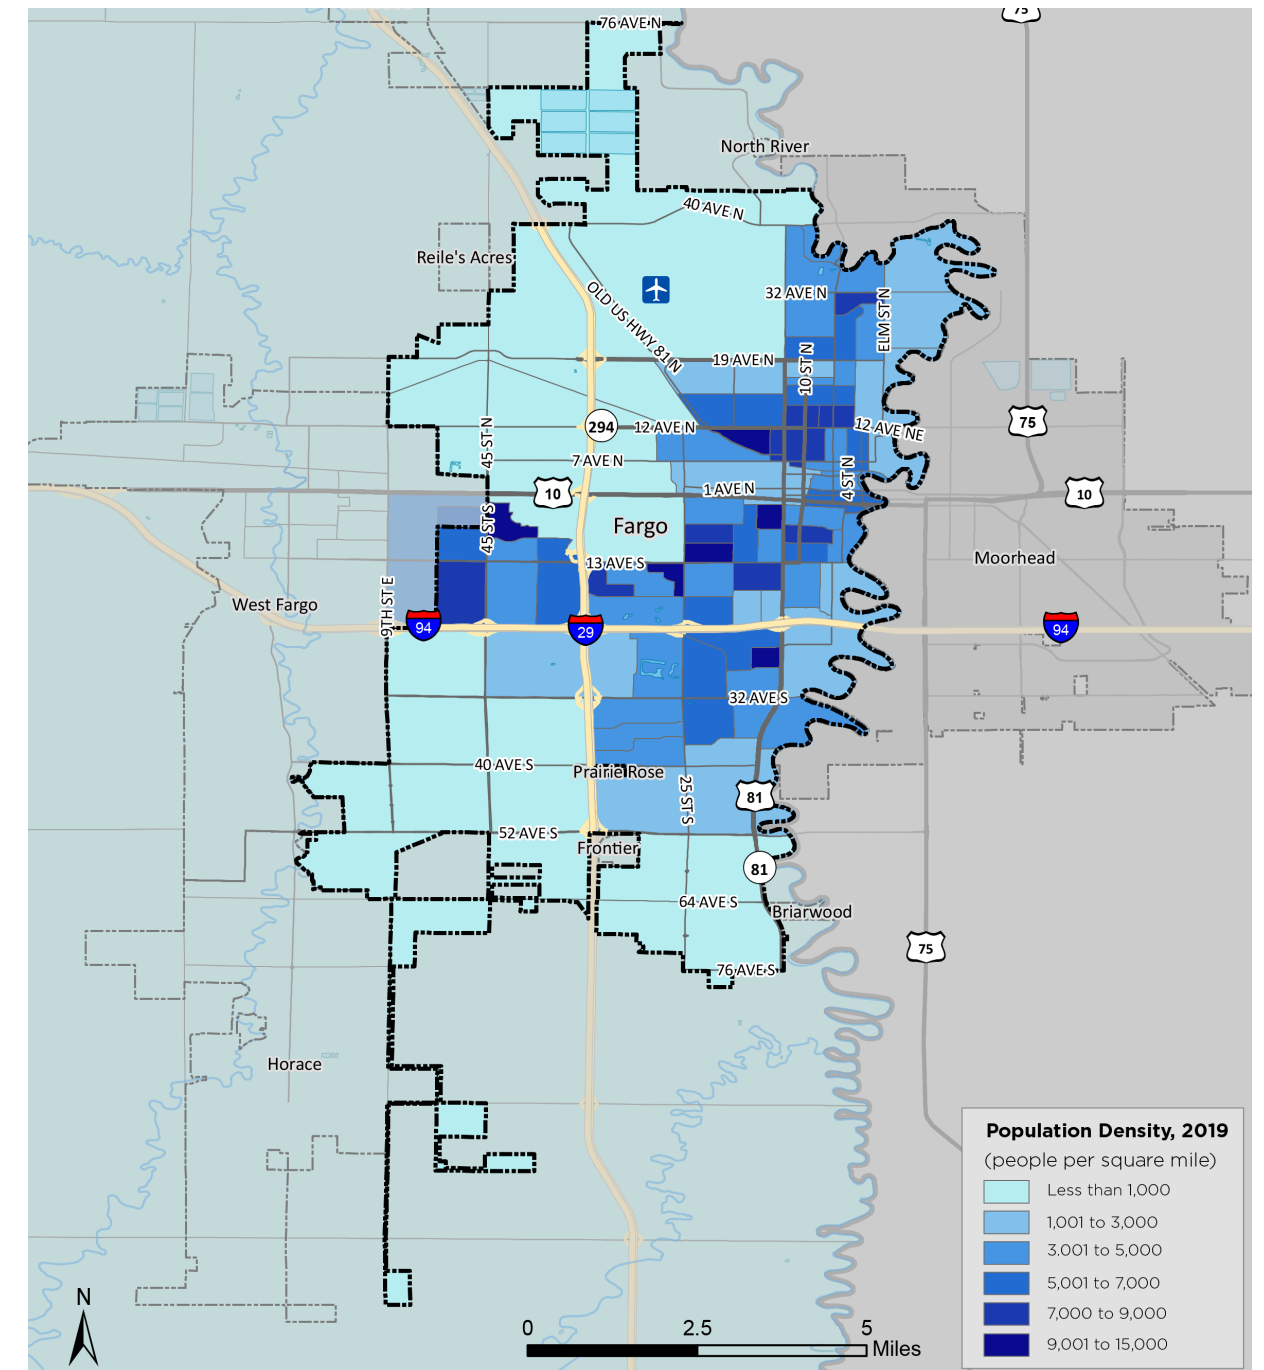 75
76 AVE N
North River
40 AVE N
Reile's Acres
OLD US HWY 81 N
32 AVE N
ELM ST N
19 AVE N
10 ST N
294
12 AVE N
12 AVE NE
75
45 ST N
7 AVE N
4 ST N
10
1 AVE N
10
45 ST S
Fargo
13 AVE S
Moorhead
9TH ST E
West Fargo
94
29
94
32 AVE S
40 AVE S
Prairie Rose
25 ST S
81
52 AVE S
Frontier
81
64 AVE S
Briarwood
75
76 AVE S
Horace
Population Density, 2019
(people per square mile)
Less than 1,000
1,001 to 3,000
3.001 to 5,000
5,001 to 7,000
7,000 to 9,000
9,001 to 15,000
N
0 2.5 5
Miles